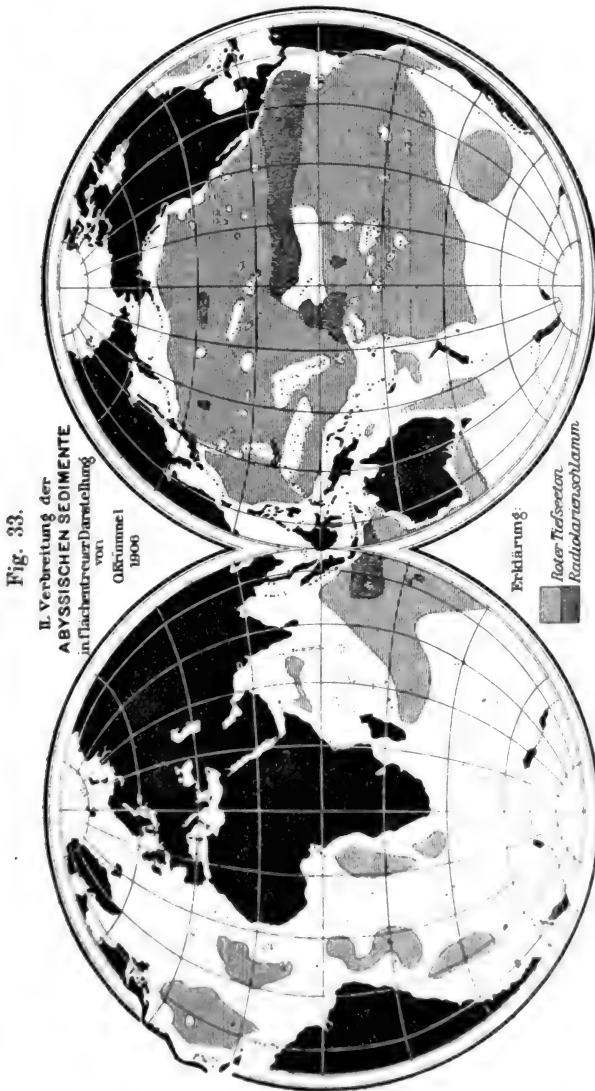 Fig. 33.
II. Verbreitung der
ABYSSISCHEN SEDIMENTE
in flächentreuer Darstellung
von
O. Krümmel
1906
Erklärung:
Roter Tiefseeton
Radiolarienschlamm